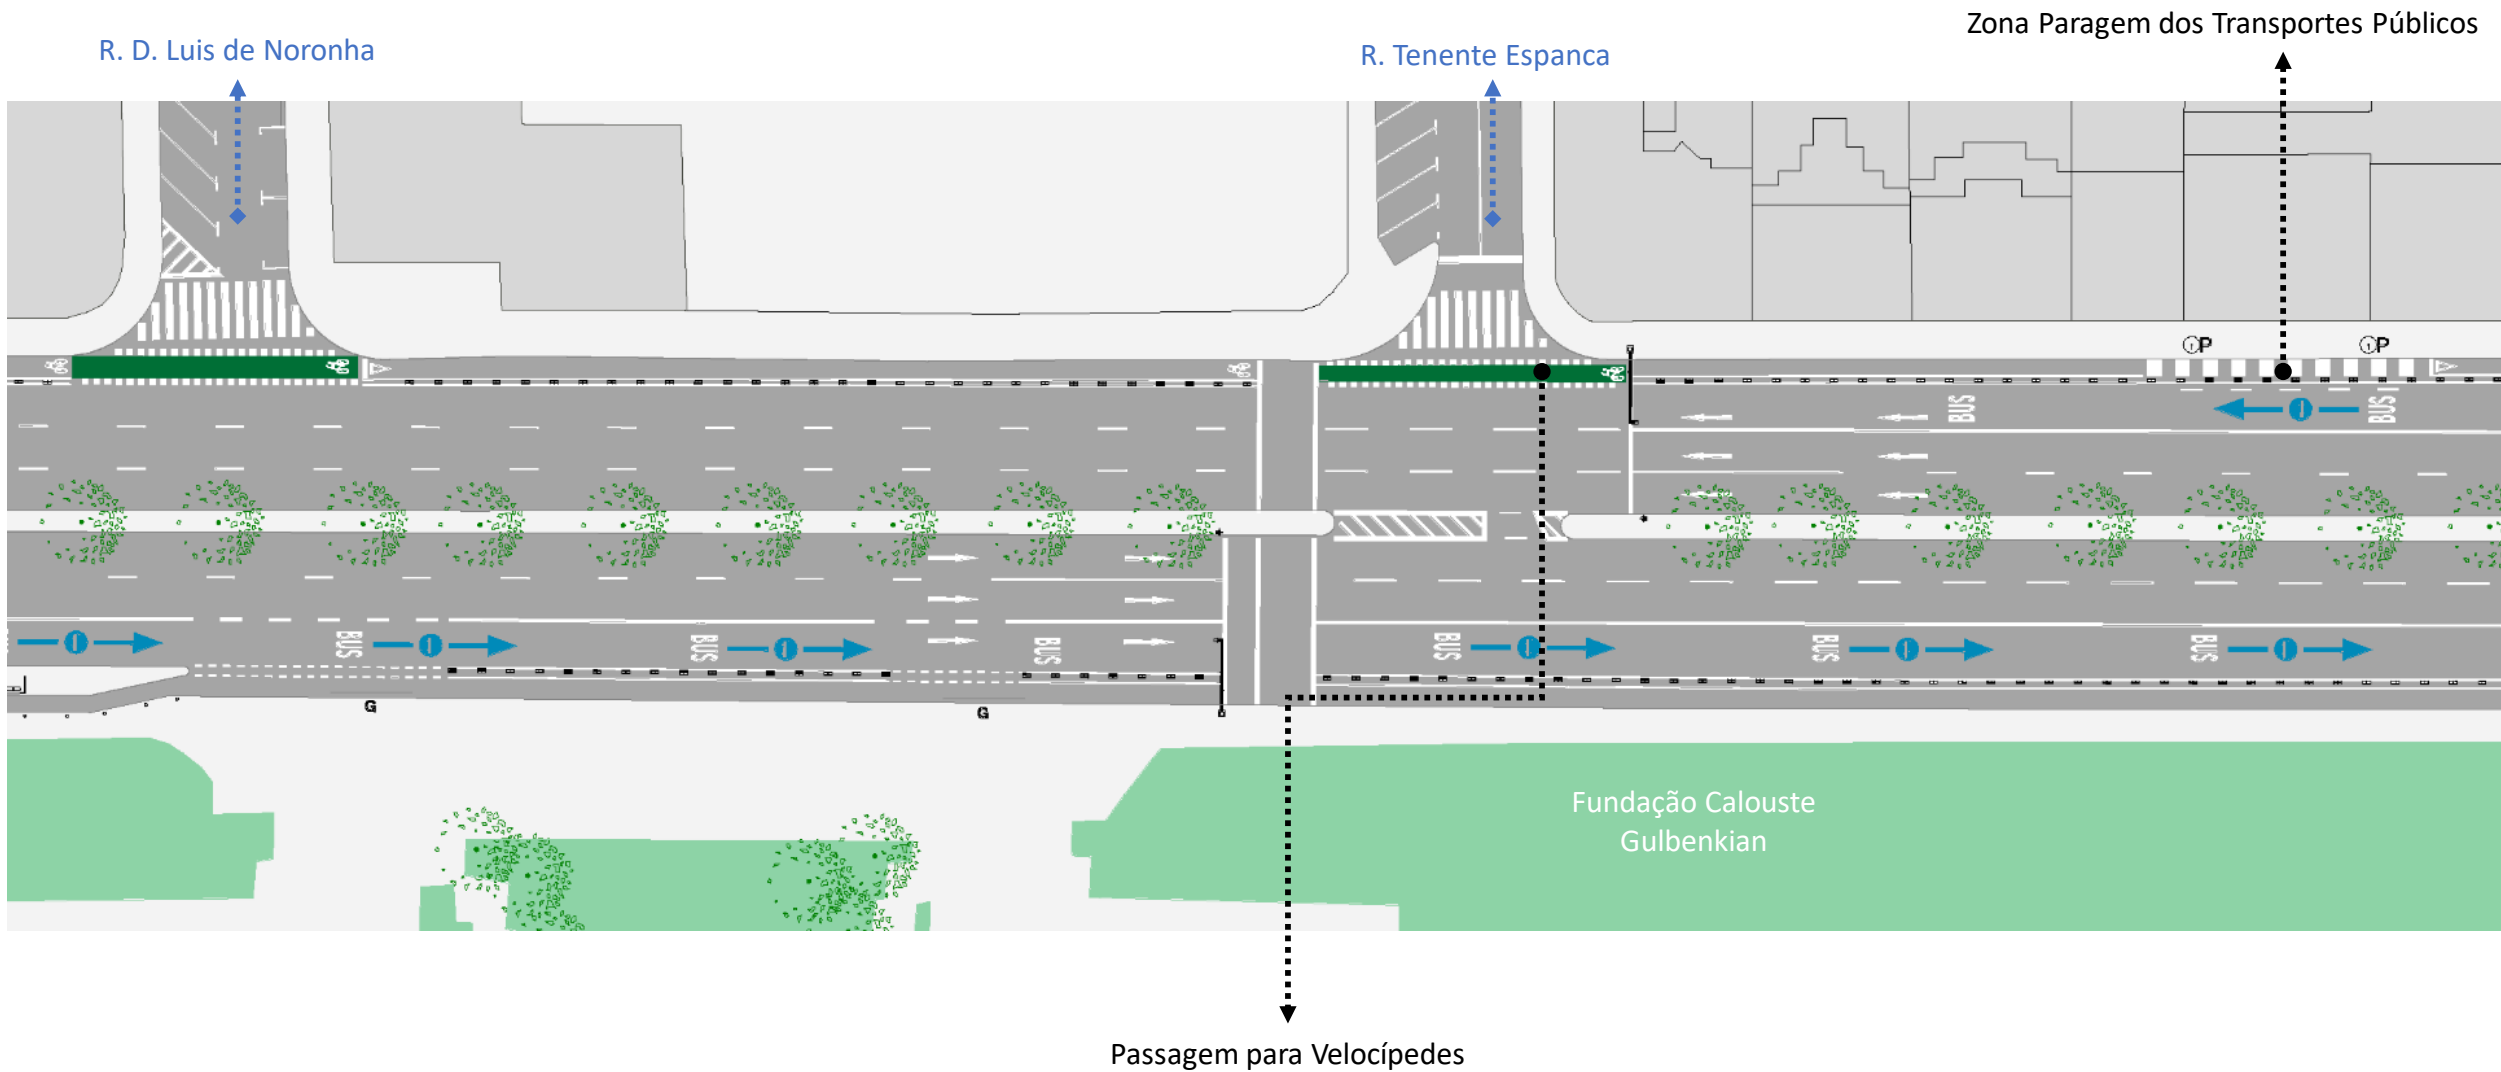 Zona Paragem dos Transportes Públicos
R. D. Luis de Noronha
R. Tenente Espanca
P
P
BUS
BUS
BUS
BUS
BUS
BUS
BUS
BUS
G
G
Fundação Calouste
Gulbenkian
Passagem para Velocípedes